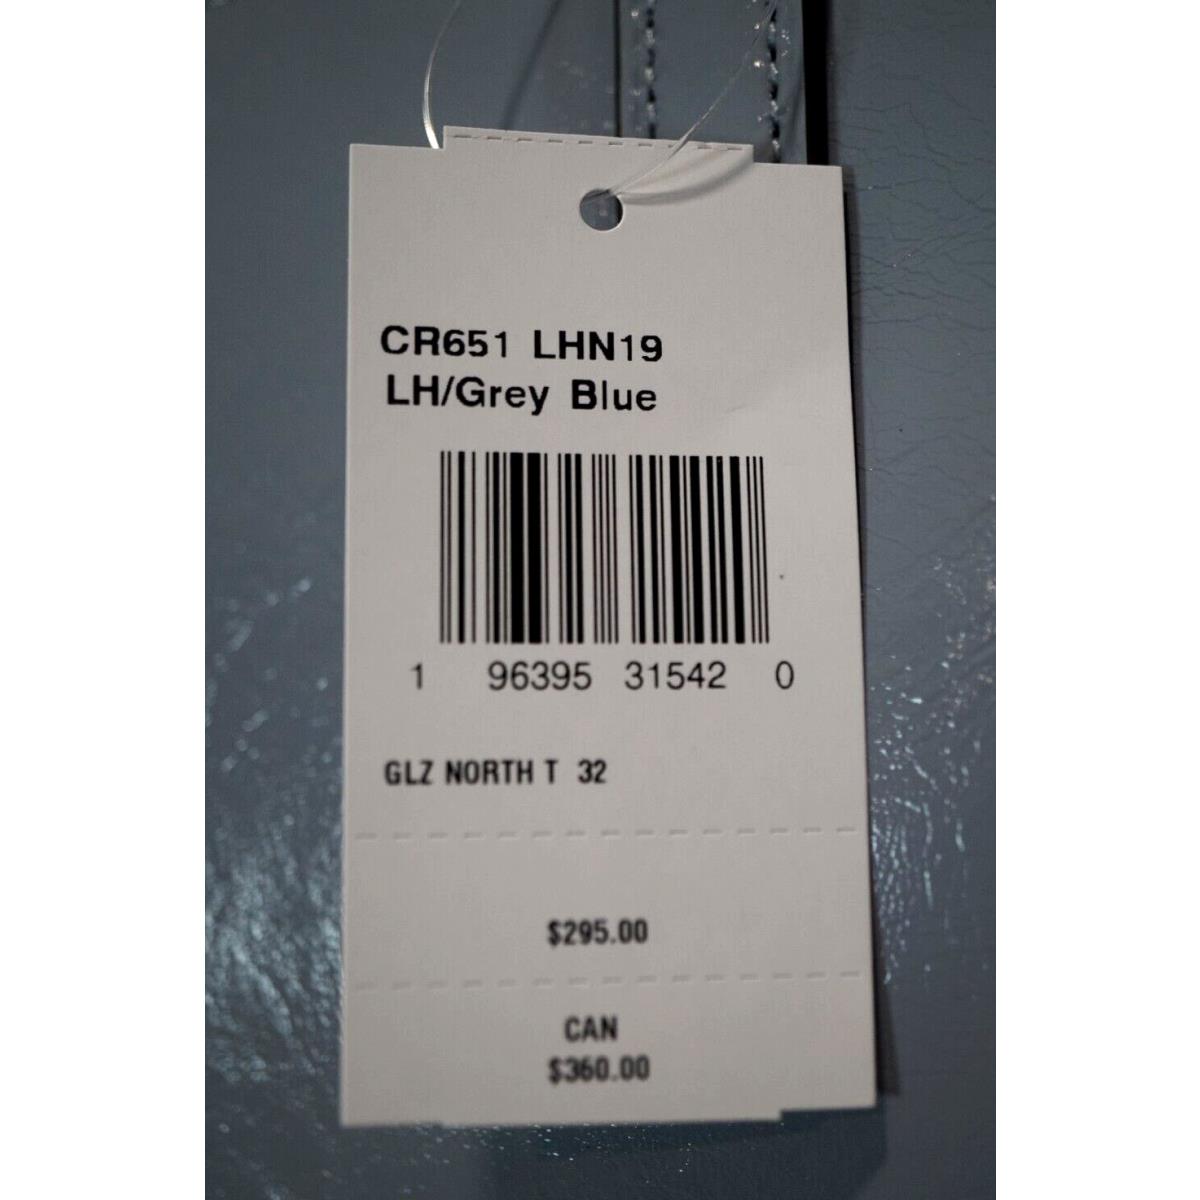 CR651 LHN19
LH/Grey Blue
1 96395 31542 0
GLZ NORTH T 32
$295.00
CAN
$360.00